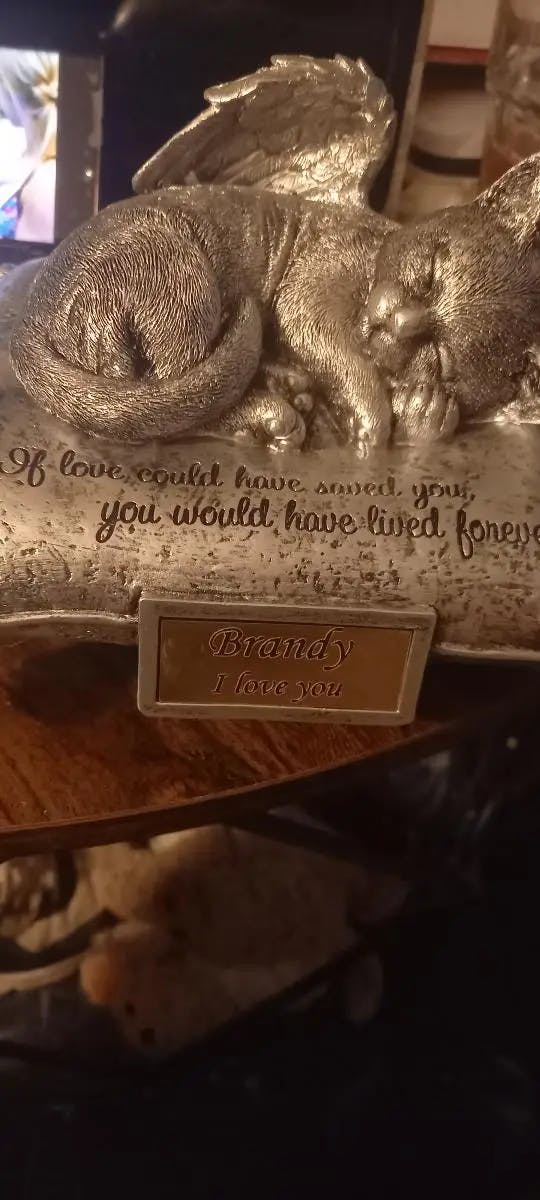 If love could have saved you,
you would have lived foreve
Brandy
I love you